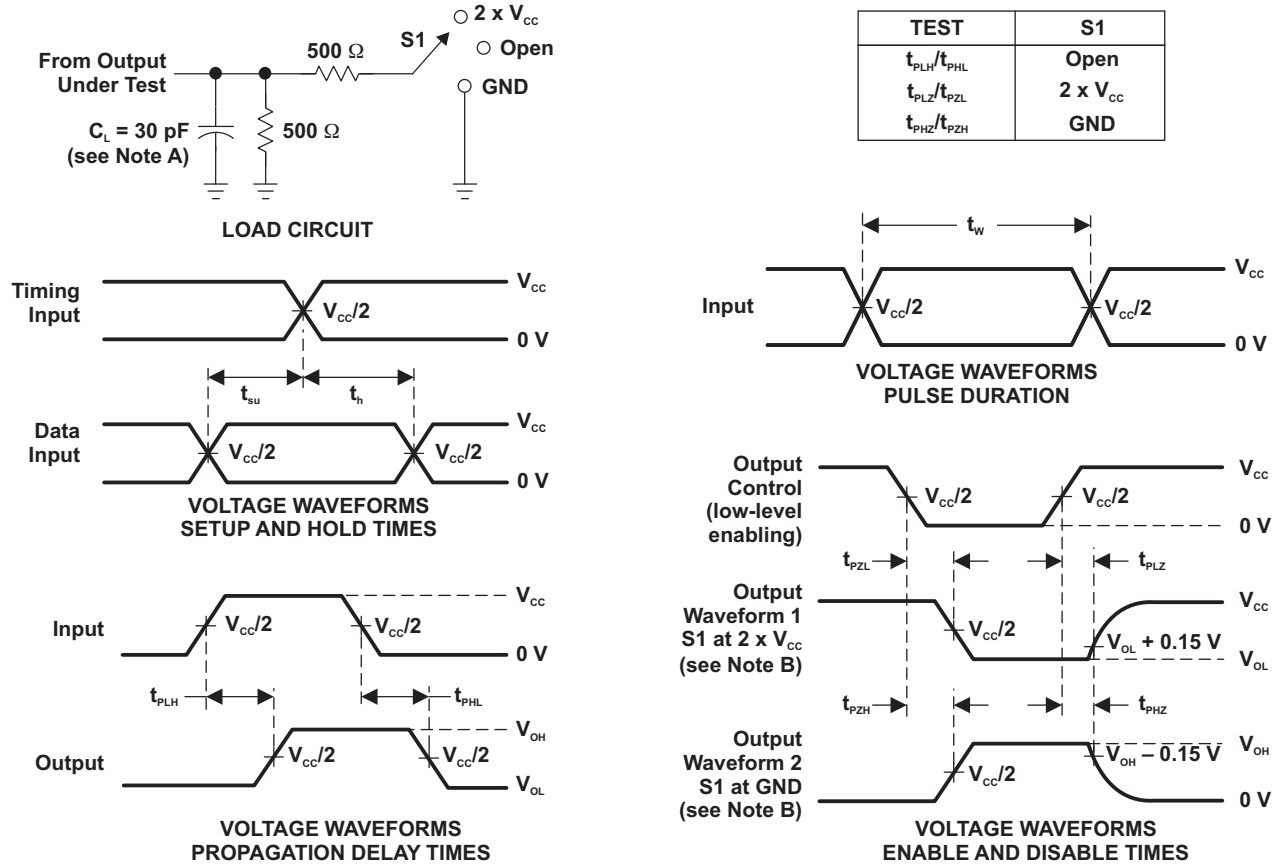 2 x VCC
S1
Open
500 Ω
From Output
Under Test
GND
CL = 30 pF
(see Note A)
500 Ω
LOAD CIRCUIT
TEST S1
tPLH/tPHL Open
tPLZ/tPZL 2 x VCC
tPHZ/tPZH GND
Timing
Input
VCC
VCC/2
0 V
tsu
th
Data
Input
VCC
VCC/2
VCC/2
0 V
VOLTAGE WAVEFORMS
SETUP AND HOLD TIMES
tw
Input
VCC
VCC/2
VCC/2
0 V
VOLTAGE WAVEFORMS
PULSE DURATION
Input
VCC
VCC/2
VCC/2
0 V
tPLH
tPHL
Output
VOH
VCC/2
VCC/2
VOL
VOLTAGE WAVEFORMS
PROPAGATION DELAY TIMES
Output
Control
(low-level
enabling)
VCC
VCC/2
VCC/2
0 V
tPZL
tPLZ
Output
Waveform 1
S1 at 2 x VCC
(see Note B)
VCC
VCC/2
VOL + 0.15 V
VOL
tPZH
tPHZ
Output
Waveform 2
S1 at GND
(see Note B)
VOH
VCC/2
VOH − 0.15 V
0 V
VOLTAGE WAVEFORMS
ENABLE AND DISABLE TIMES